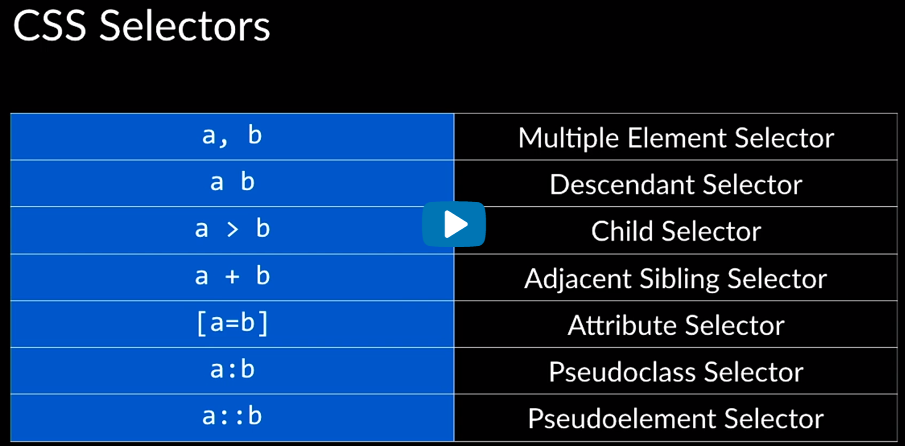 CSS Selectors
a, b Multiple Element Selector
a b Descendant Selector
a > b Child Selector
a + b Adjacent Sibling Selector
[a=b] Attribute Selector
a:b Pseudoclass Selector
a::b Pseudoelement Selector